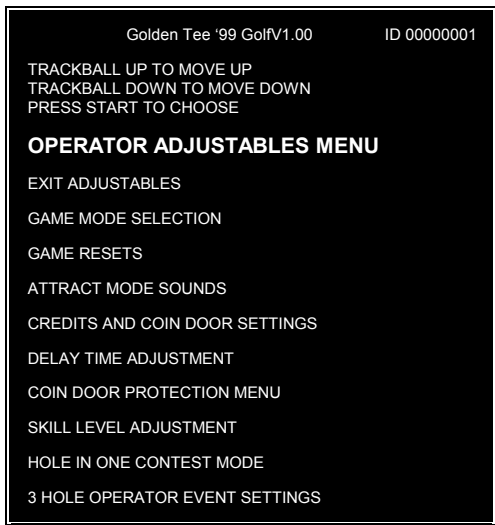 Golden Tee ‘99 GolfV1.00 ID 00000001
TRACKBALL UP TO MOVE UP
TRACKBALL DOWN TO MOVE DOWN
PRESS START TO CHOOSE
OPERATOR ADJUSTABLES MENU
EXIT ADJUSTABLES
GAME MODE SELECTION
GAME RESETS
ATTRACT MODE SOUNDS
CREDITS AND COIN DOOR SETTINGS
DELAY TIME ADJUSTMENT
COIN DOOR PROTECTION MENU
SKILL LEVEL ADJUSTMENT
HOLE IN ONE CONTEST MODE
3 HOLE OPERATOR EVENT SETTINGS